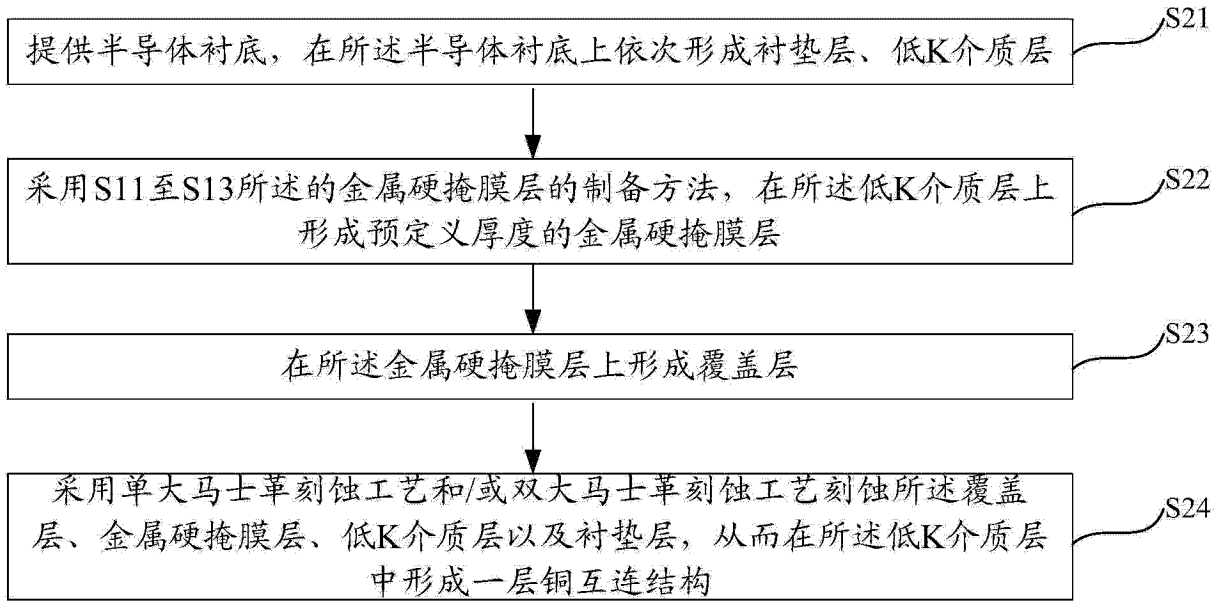 S21
提供半导体衬底，在所述半导体衬底上依次形成衬垫层、低K介质层
S22
采用S11至S13所述的金属硬掩膜层的制备方法，在所述低K介质层上
形成预定义厚度的金属硬掩膜层
S23
在所述金属硬掩膜层上形成覆盖层
S24
采用单大马士革刻蚀工艺和/或双大马士革刻蚀工艺刻蚀所述覆盖
层、金属硬掩膜层、低K介质层以及衬垫层，从而在所述低K介质层
中形成一层铜互连结构